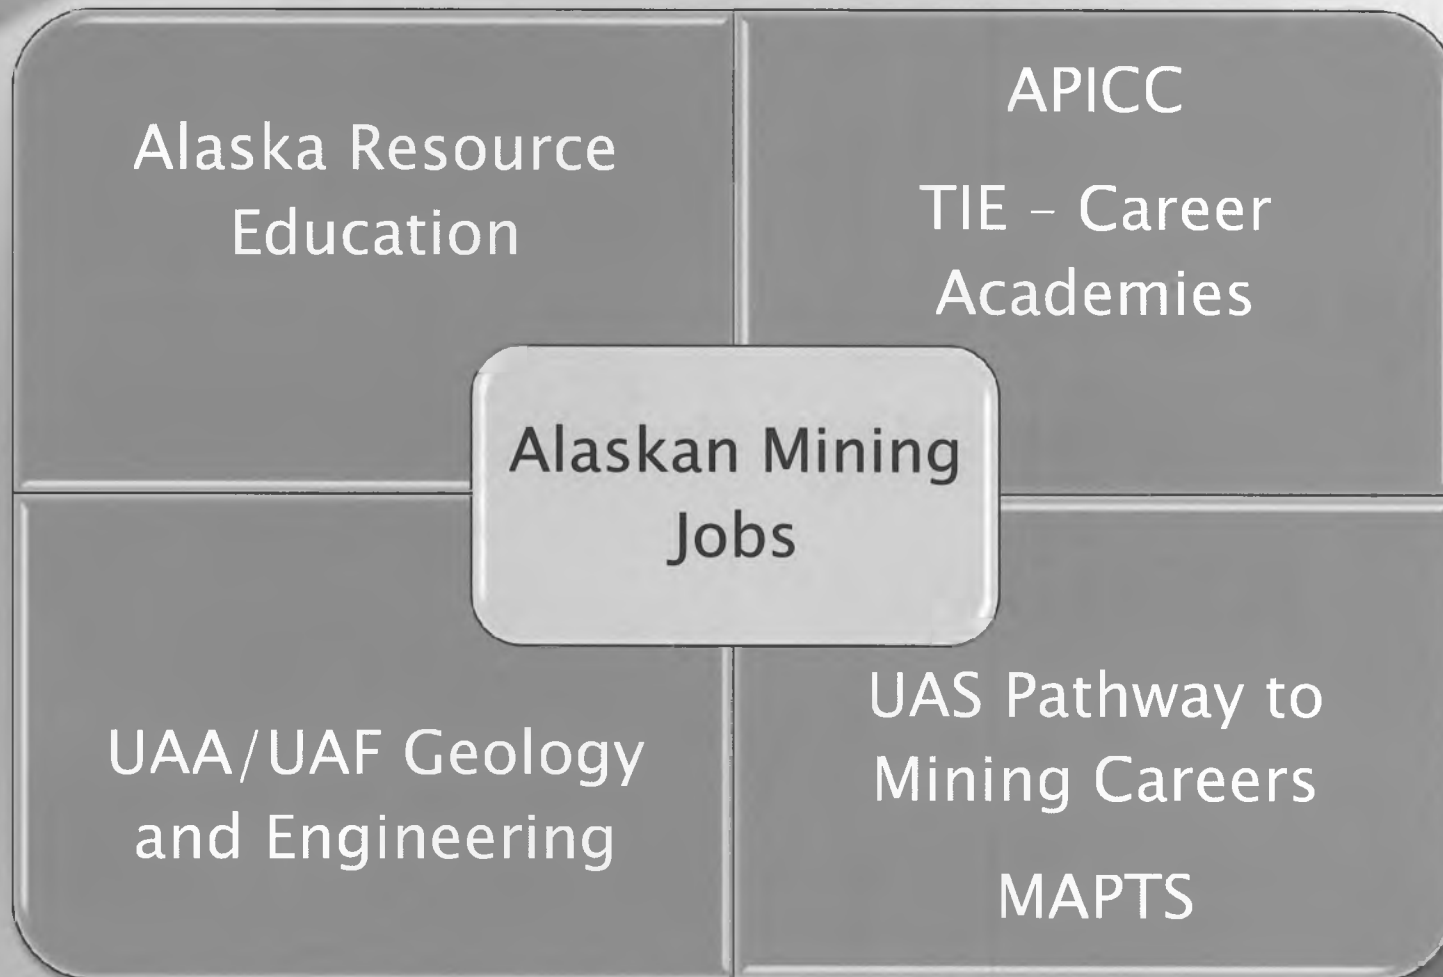 Alaska Resource
Education
APICC
TIE – Career
Academies
Alaskan Mining
Jobs
UAA/UAF Geology
and Engineering
UAS Pathway to
Mining Careers
MAPTS